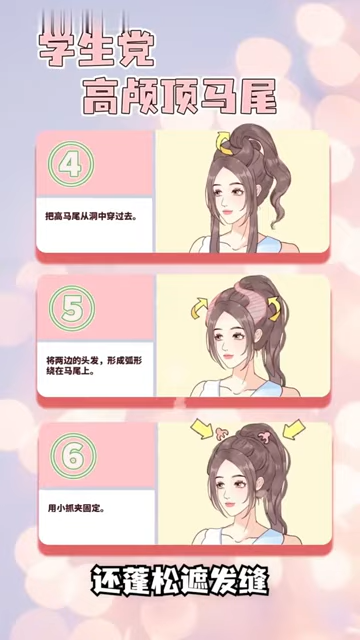 学生党
高颅顶马尾
4
把高马尾从洞中穿过去。
5
将两边的头发，形成弧形
绕在马尾上。
6
用小抓夹固定。
还蓬松遮发缝